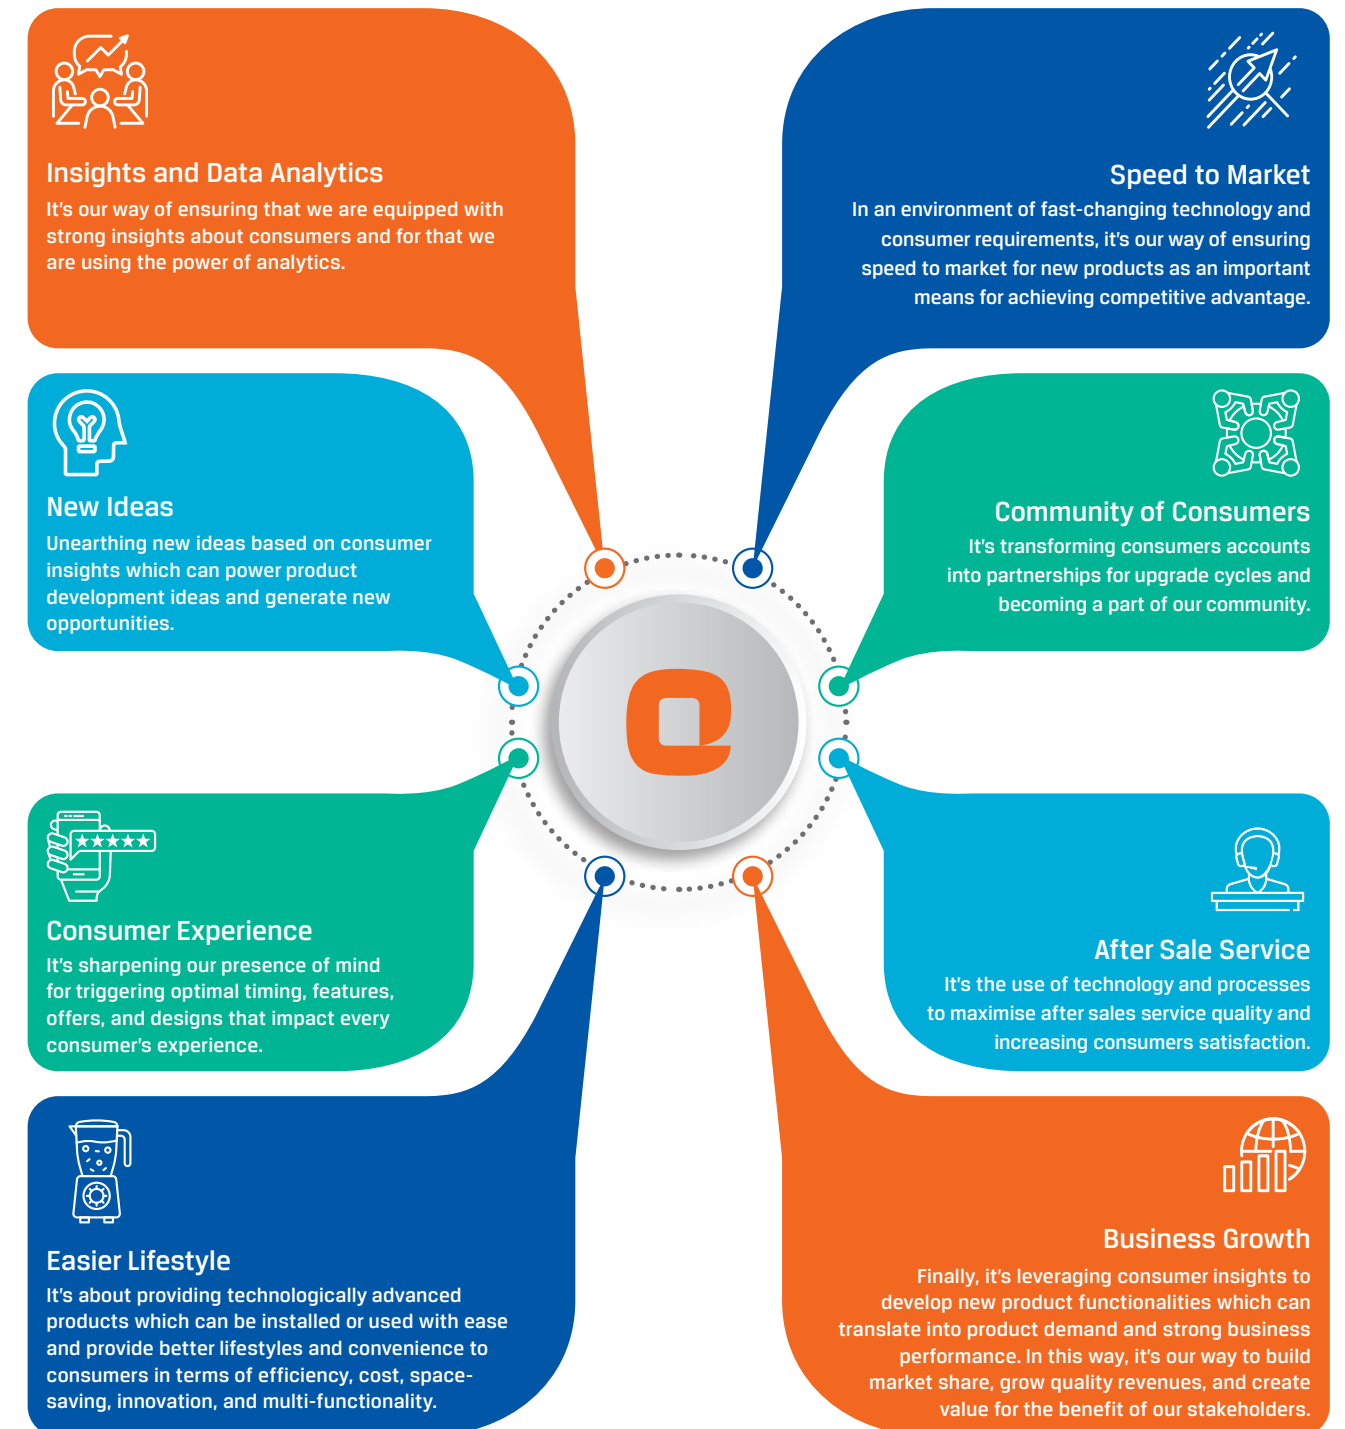 Insights and Data Analytics
It's our way of ensuring that we are equipped with
strong insights about consumers and for that we
are using the power of analytics.
New Ideas
Unearthing new ideas based on consumer
insights which can power product
development ideas and generate new
opportunities.
Consumer Experience
It's sharpening our presence of mind
for triggering optimal timing, features,
offers, and designs that impact every
consumer's experience.
Easier Lifestyle
It's about providing technologically advanced
products which can be installed or used with ease
and provide better lifestyles and convenience to
consumers in terms of efficiency, cost, space-
saving, innovation, and multi-functionality.
Speed to Market
In an environment of fast-changing technology and
consumer requirements, it's our way of ensuring
speed to market for new products as an important
means for achieving competitive advantage.
Community of Consumers
It's transforming consumers accounts
into partnerships for upgrade cycles and
becoming a part of our community.
After Sale Service
It's the use of technology and processes
to maximise after sales service quality and
increasing consumers satisfaction.
Business Growth
Finally, it's leveraging consumer insights to
develop new product functionalities which can
translate into product demand and strong business
performance. In this way, it's our way to build
market share, grow quality revenues, and create
value for the benefit of our stakeholders.